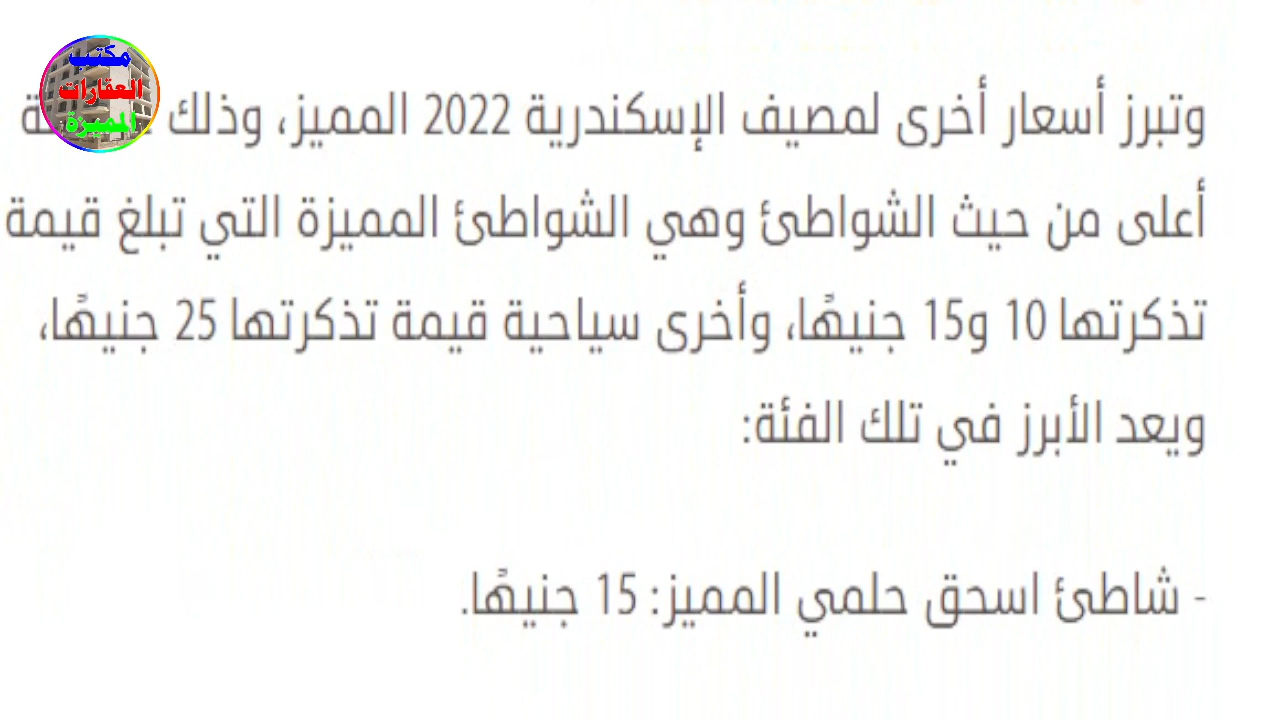 مكتب
العقارات
المميزة
وتبرز أسعار أخرى لمصيف الإسكندرية 2022 المميز، وذلك
أعلى من حيث الشواطئ وهي الشواطئ المميزة التي تبلغ قيمة
تذكرتها 10 و15 جنيهًا، وأخرى سياحية قيمة تذكرتها 25 جنيهًا،
ويعد الأبرز في تلك الفئة:
- شاطئ اسحق حلمي المميز: 15 جنيهًا.